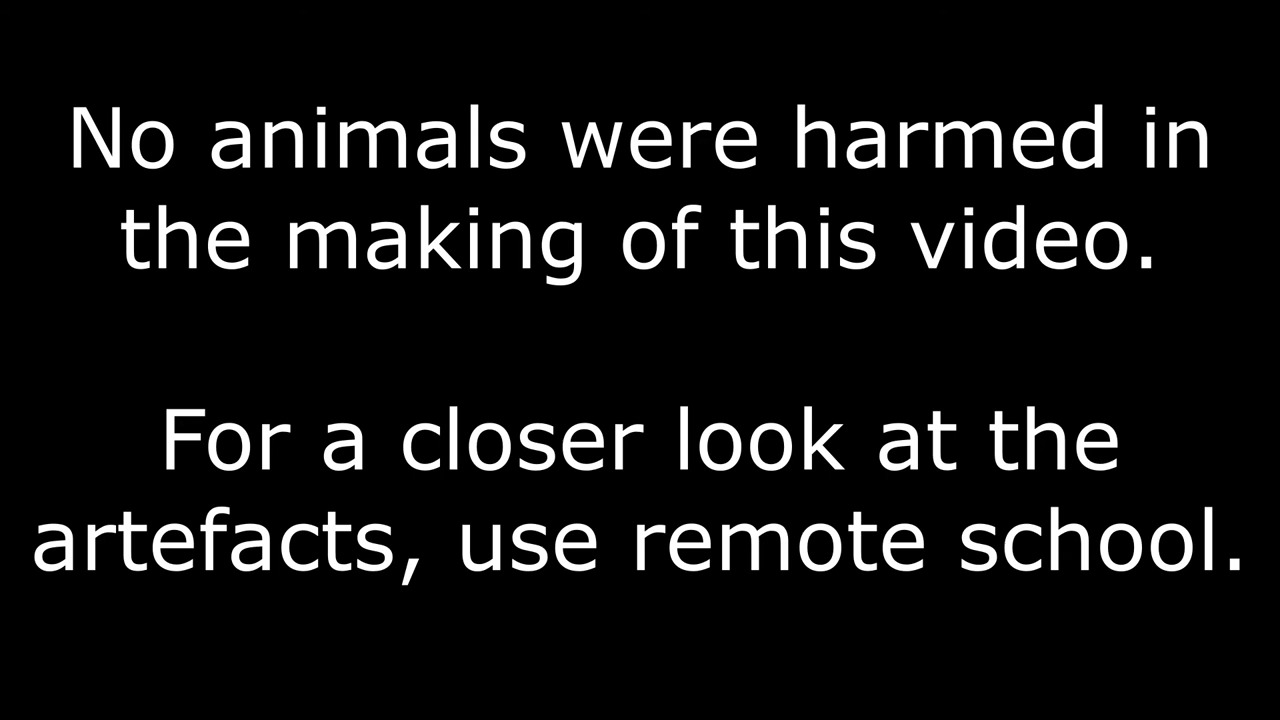 No animals were harmed in
the making of this video.
For a closer look at the
artefacts, use remote school.